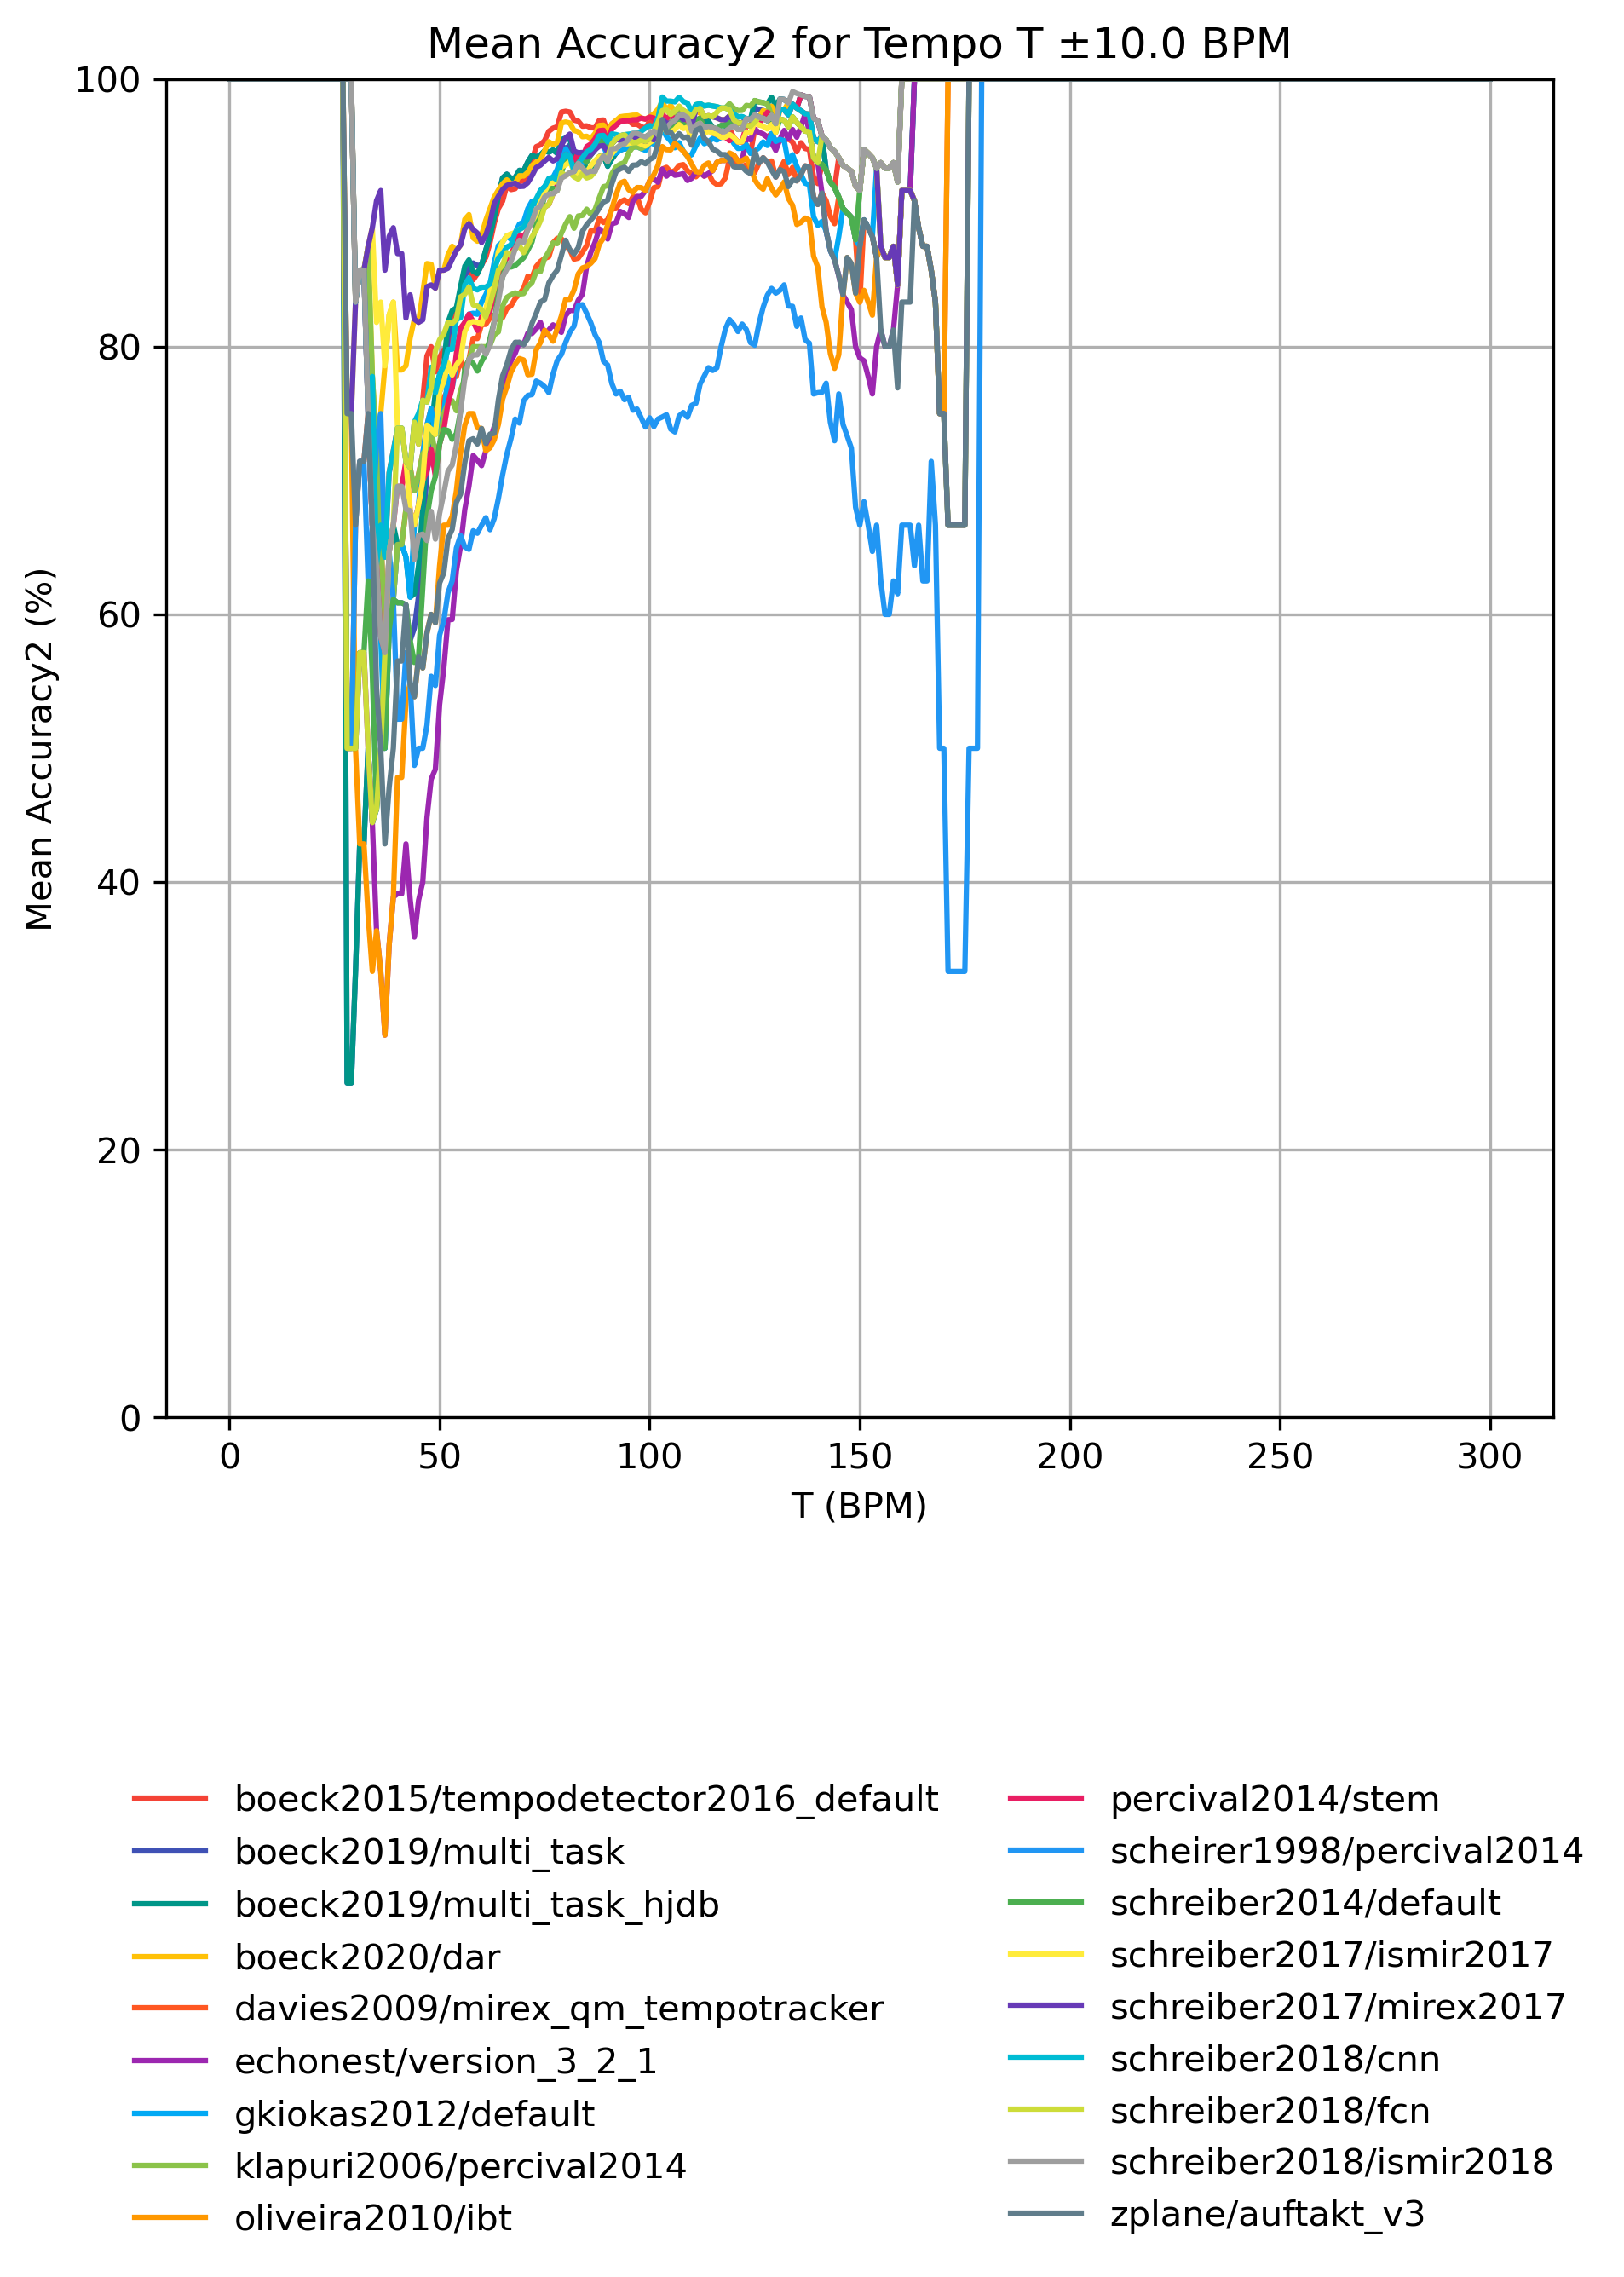 Mean Accuracy2 for Tempo T ±10.0 BPM
100
80
60
40
20
0
Mean Accuracy2 (%)
0 50 100 150 200 250 300
T (BPM)
boeck2015/tempodetector2016_default
boeck2019/multi_task
boeck2019/multi_task_hjdb
boeck2020/dar
davies2009/mirex_qm_tempotracker
echonest/version_3_2_1
gkiokas2012/default
klapuri2006/percival2014
oliveira2010/ibt
percival2014/stem
scheirer1998/percival2014
schreiber2014/default
schreiber2017/ismir2017
schreiber2017/mirex2017
schreiber2018/cnn
schreiber2018/fcn
schreiber2018/ismir2018
zplane/auftakt_v3